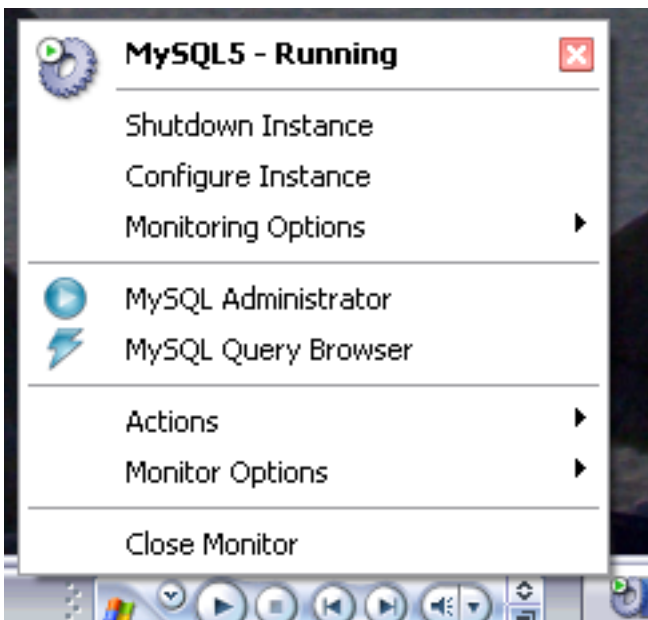 MySQL5 - Running
Shutdown Instance
Configure Instance
Monitoring Options
MySQL Administrator
MySQL Query Browser
Actions
Monitor Options
Close Monitor